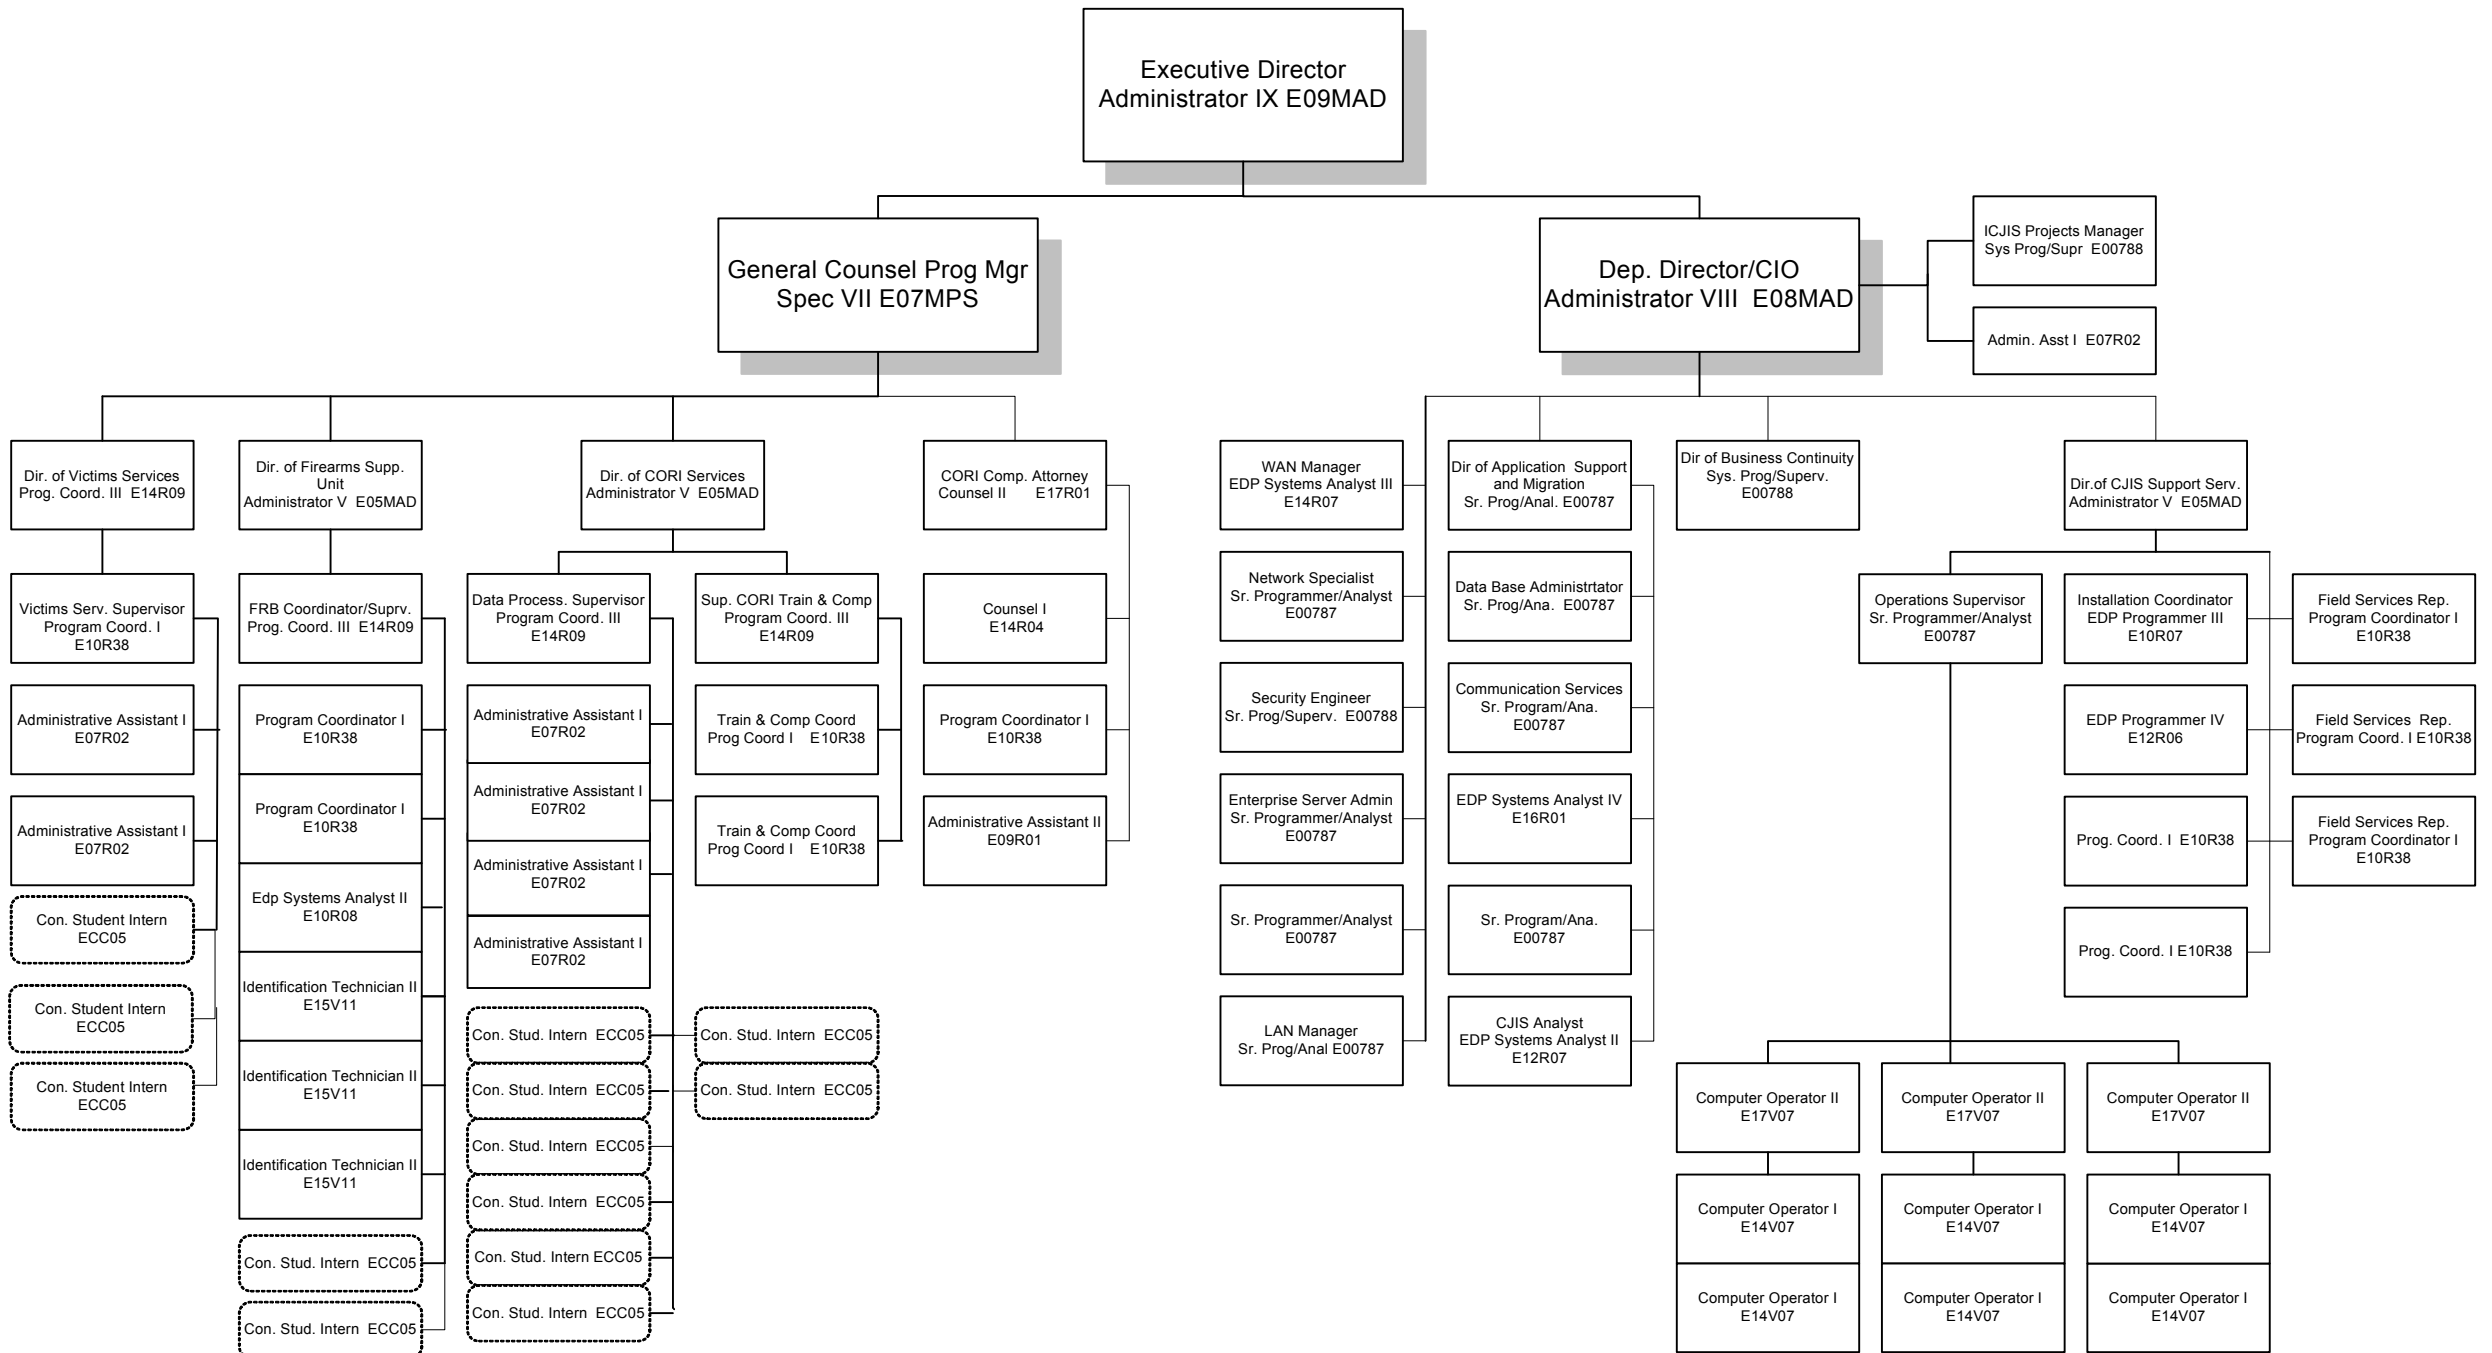 Executive Director
Administrator IX E09MAD
General Counsel Prog Mgr
Spec VII E07MPS
Dep. Director/CIO
Administrator VIII E08MAD
ICJIS Projects Manager
Sys Prog/Supr E00788
Admin. Asst I E07R02
Dir. of Victims Services
Prog. Coord. III E14R09
Victims Serv. Supervisor
Program Coord. I
E10R38
Administrative Assistant I
E07R02
Administrative Assistant I
E07R02
Con. Student Intern
ECC05
Con. Student Intern
ECC05
Con. Student Intern
ECC05
Dir. of Firearms Supp.
Unit
Administrator V E05MAD
FRB Coordinator/Suprv.
Prog. Coord. III E14R09
Program Coordinator I
E10R38
Program Coordinator I
E10R38
Edp Systems Analyst II
E10R08
Identification Technician II
E15V11
Identification Technician II
E15V11
Identification Technician II
E15V11
Con. Stud. Intern ECC05
Con. Stud. Intern ECC05
Dir. of CORI Services
Administrator V E05MAD
Data Process. Supervisor
Program Coord. III
E14R09
Administrative Assistant I
E07R02
Administrative Assistant I
E07R02
Administrative Assistant I
E07R02
Administrative Assistant I
E07R02
Con. Stud. Intern ECC05
Con. Stud. Intern ECC05
Con. Stud. Intern ECC05
Con. Stud. Intern ECC05
Con. Stud. Intern ECC05
Con. Stud. Intern ECC05
Sup. CORI Train & Comp
Program Coord. III
E14R09
Train & Comp Coord
Prog Coord I E10R38
Train & Comp Coord
Prog Coord I E10R38
Con. Stud. Intern ECC05
Con. Stud. Intern ECC05
CORI Comp. Attorney
Counsel II E17R01
Counsel I
E14R04
Program Coordinator I
E10R38
Administrative Assistant II
E09R01
WAN Manager
EDP Systems Analyst III
E14R07
Network Specialist
Sr. Programmer/Analyst
E00787
Security Engineer
Sr. Prog/Superv. E00788
Enterprise Server Admin
Sr. Programmer/Analyst
E00787
Sr. Programmer/Analyst
E00787
LAN Manager
Sr. Prog/Anal E00787
Dir of Application Support
and Migration
Sr. Prog/Anal. E00787
Data Base Administrtator
Sr. Prog/Ana. E00787
Communication Services
Sr. Program/Ana.
E00787
EDP Systems Analyst IV
E16R01
Sr. Program/Ana.
E00787
CJIS Analyst
EDP Systems Analyst II
E12R07
Dir of Business Continuity
Sys. Prog/Superv.
E00788
Dir.of CJIS Support Serv.
Administrator V E05MAD
Operations Supervisor
Sr. Programmer/Analyst
E00787
Installation Coordinator
EDP Programmer III
E10R07
EDP Programmer IV
E12R06
Prog. Coord. I E10R38
Prog. Coord. I E10R38
Field Services Rep.
Program Coordinator I
E10R38
Field Services Rep.
Program Coord. I E10R38
Field Services Rep.
Program Coordinator I
E10R38
Computer Operator II
E17V07
Computer Operator II
E17V07
Computer Operator II
E17V07
Computer Operator I
E14V07
Computer Operator I
E14V07
Computer Operator I
E14V07
Computer Operator I
E14V07
Computer Operator I
E14V07
Computer Operator I
E14V07